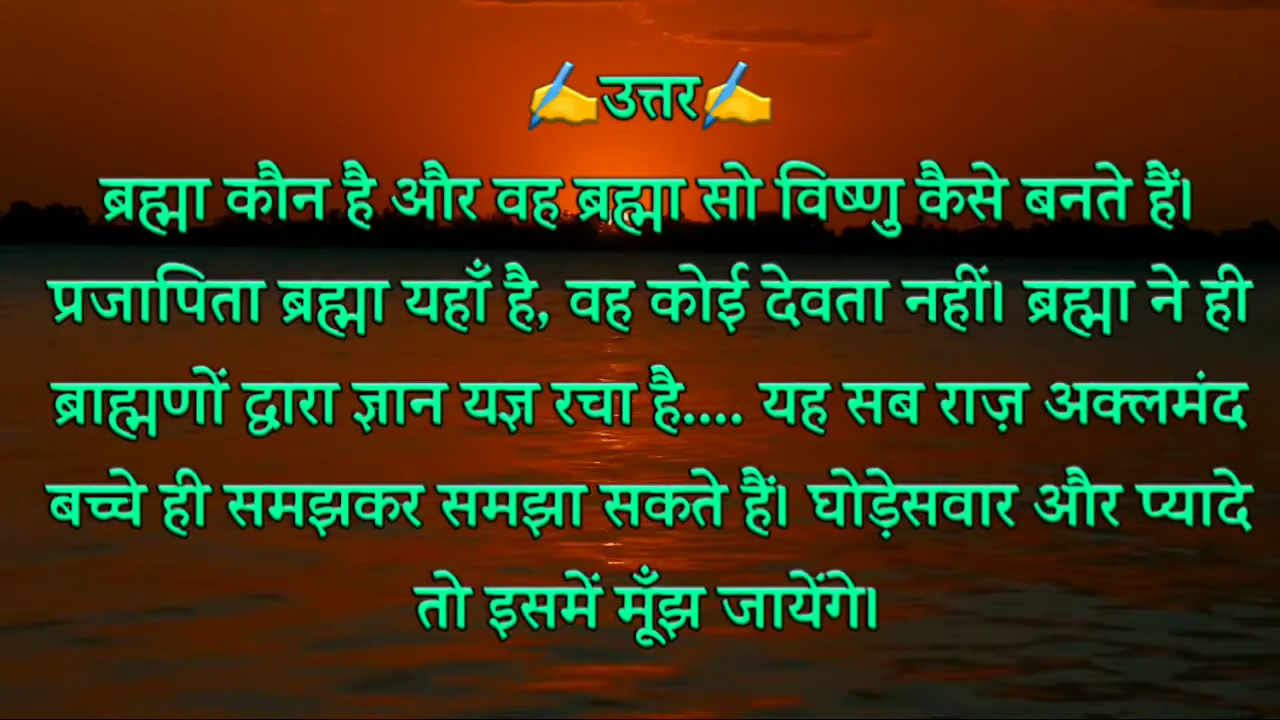 ✍️उत्तर✍️
ब्रह्मा कौन है और वह ब्रह्मा सो विष्णु कैसे बनते हैं।
प्रजापिता ब्रह्मा यहाँ है, वह कोई देवता नहीं। ब्रह्मा ने ही
ब्राह्मणों द्वारा ज्ञान यज्ञ रचा है.... यह सब राज़ अक्लमंद
बच्चे ही समझकर समझा सकते हैं। घोड़ेसवार और प्यादे
तो इसमें मूँझ जायेंगे।